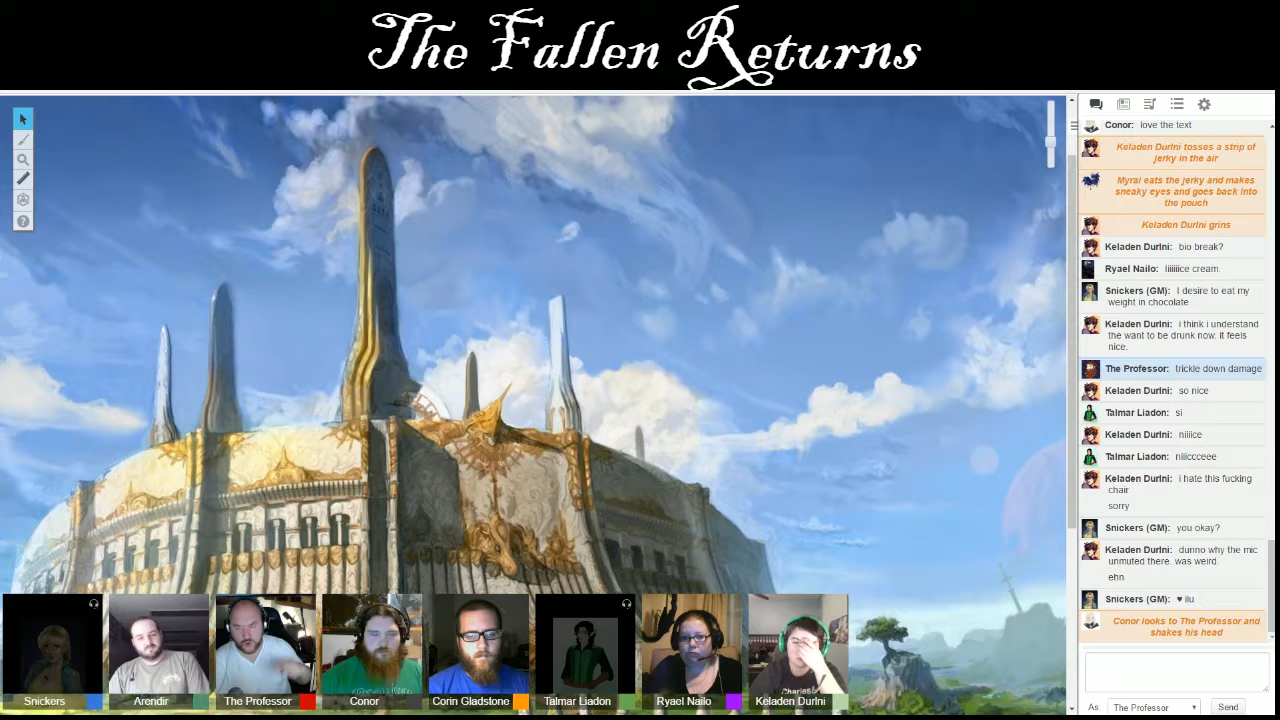 The Fallen Returns
Conor: love the text
Keladen Durlni tosses a strip of
jerky in the air
Myral eats the jerky and makes
sneaky eyes and goes back into
the pouch
Keladen Durlni grins
Keladen Durlni: bio break?
Ryael Nailo: Iiiiiiice cream.
Snickers (GM): I desire to eat my
weight in chocolate
Keladen Durlni: i think i understand
the want to be drunk now. it feels
nice.
The Professor: trickle down damage
Keladen Durlni: so nice
Talmar Liadon: si
Keladen Durlni: niiiice
Talmar Liadon: niiiccceee
Keladen Durlni: i hate this fucking
chair
sorry
Snickers (GM): you okay?
Keladen Durlni: dunno why the mic
unmuted there. was weird.
ehn
Snickers (GM): ♥ ilu
Conor looks to The Professor and
shakes his head
Snickers
Arendir
The Professor
Conor
Corin Gladstone
Talmar Liadon
Ryael Nailo
Keladen Durlni
As: The Professor Send